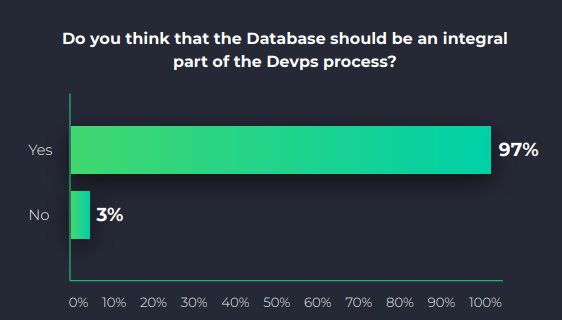 Do you think that the Database should be an integral
part of the Devps process?
Yes 97%
No 3%
0% 10% 20% 30% 40% 50% 60% 70% 80% 90% 100%